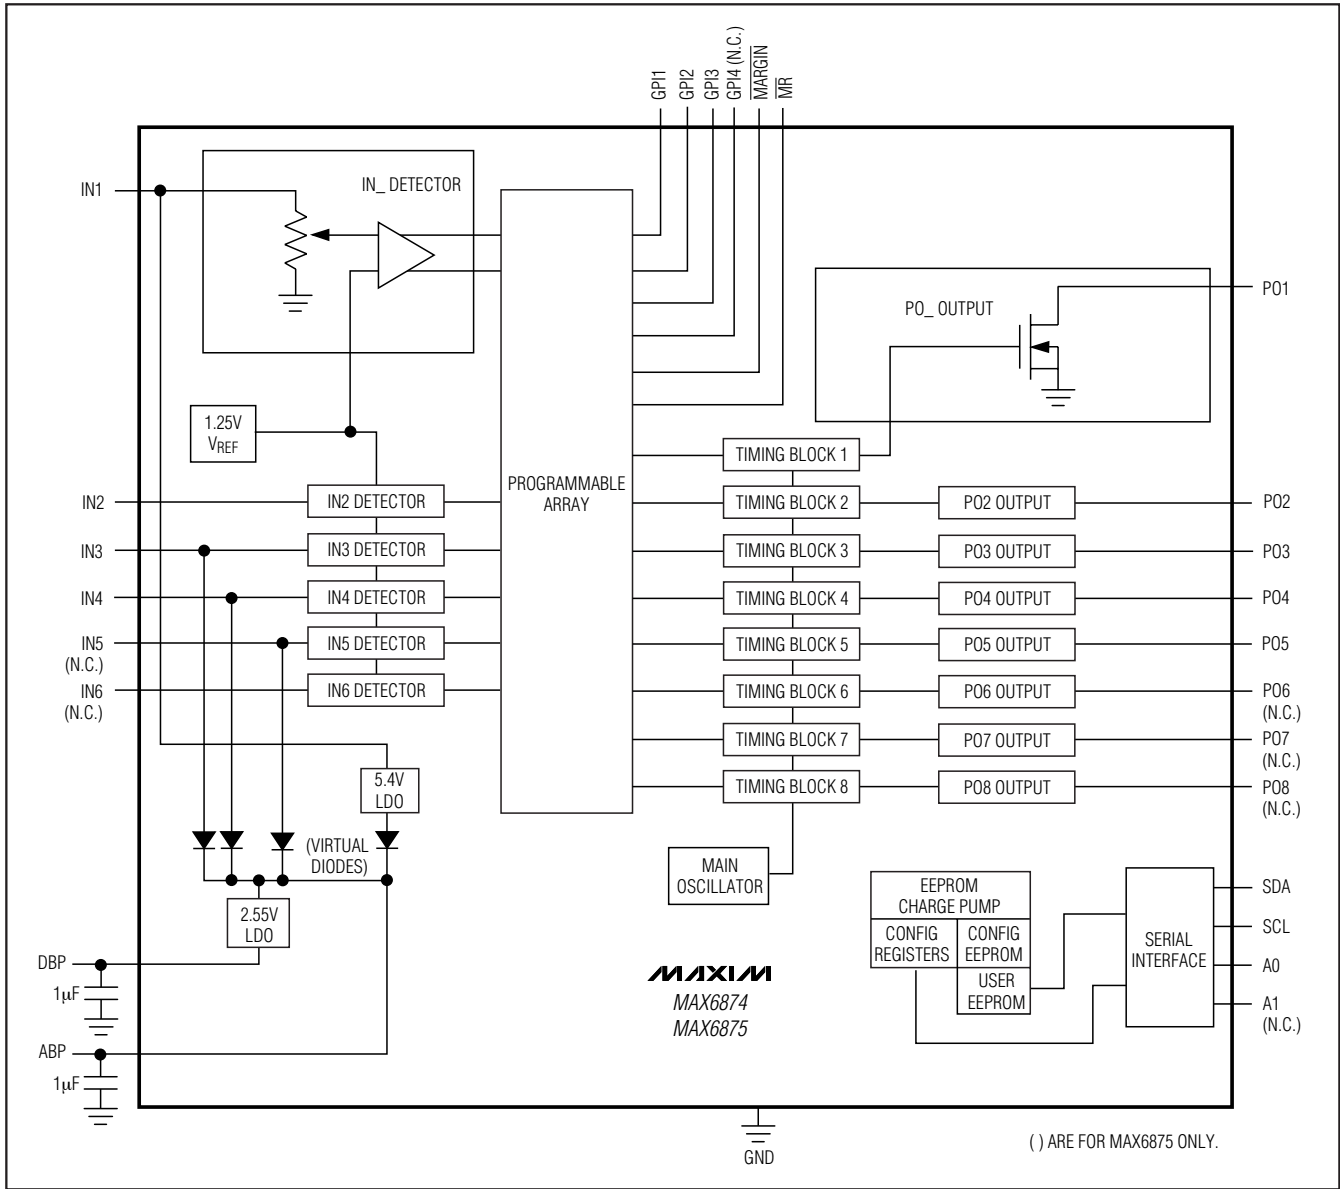 GPI1
GPI2
GPI3
GPI4 (N.C.)
MARGIN
MR
IN1
IN_ DETECTOR
PO_ OUTPUT
PO1
1.25V
VREF
PROGRAMMABLE
ARRAY
TIMING BLOCK 1
IN2
IN2 DETECTOR
TIMING BLOCK 2
PO2 OUTPUT
PO2
IN3
IN3 DETECTOR
TIMING BLOCK 3
PO3 OUTPUT
PO3
IN4
IN4 DETECTOR
TIMING BLOCK 4
PO4 OUTPUT
PO4
IN5
(N.C.)
IN5 DETECTOR
TIMING BLOCK 5
PO5 OUTPUT
PO5
IN6
(N.C.)
IN6 DETECTOR
TIMING BLOCK 6
PO6 OUTPUT
PO6
(N.C.)
TIMING BLOCK 7
PO7 OUTPUT
PO7
(N.C.)
5.4V
LDO
TIMING BLOCK 8
PO8 OUTPUT
PO8
(N.C.)
(VIRTUAL
DIODES)
MAIN
OSCILLATOR
2.55V
LDO
EEPROM
CHARGE PUMP
CONFIG
REGISTERS
CONFIG
EEPROM
USER
EEPROM
SERIAL
INTERFACE
SDA
SCL
A0
A1
(N.C.)
DBP
1µF
ABP
1µF
MAXIM
MAX6874
MAX6875
GND
( ) ARE FOR MAX6875 ONLY.